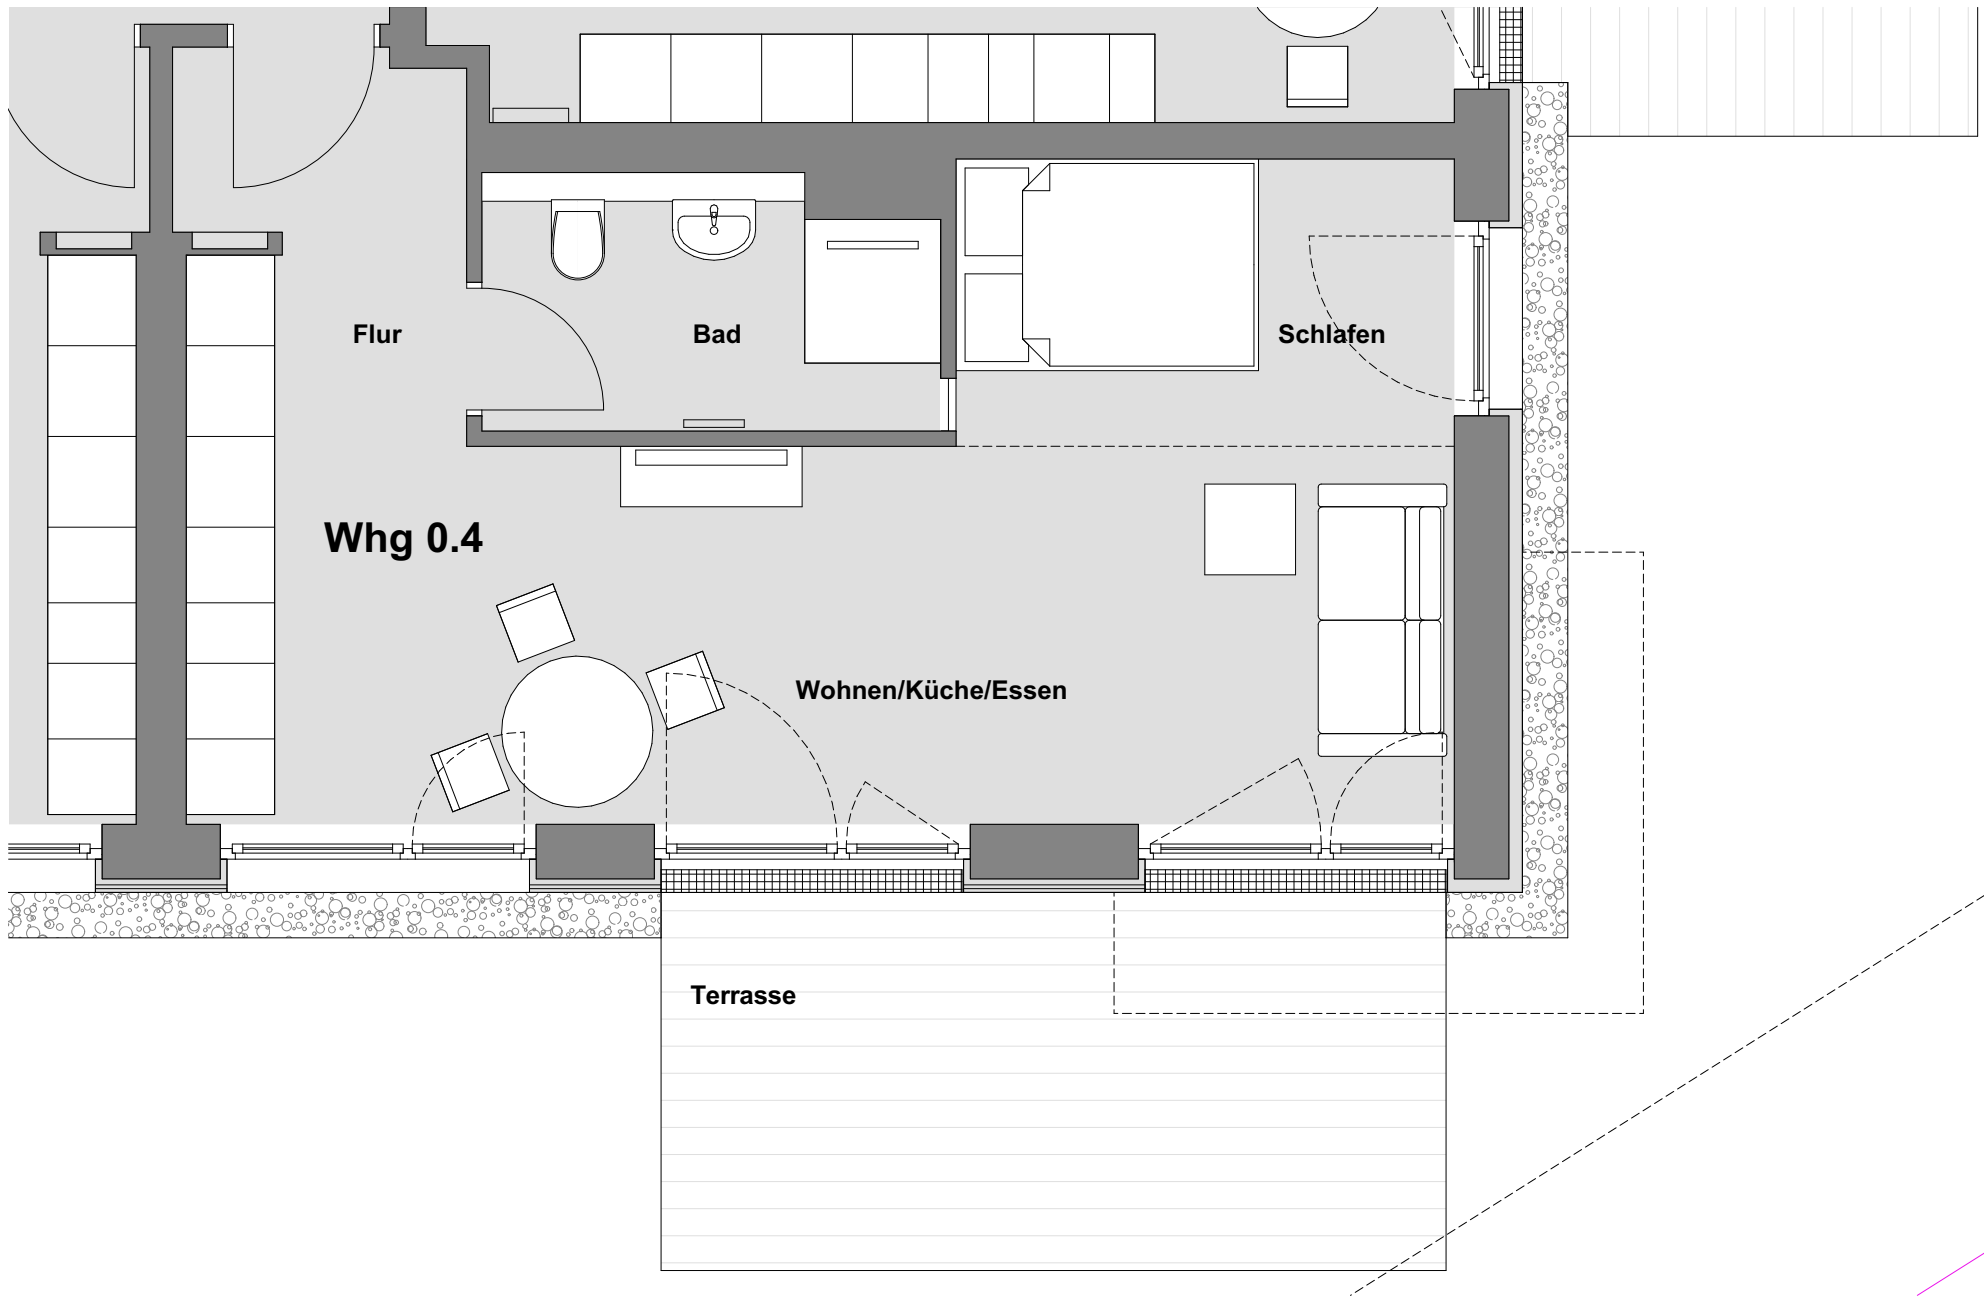 Flur
Bad
Schlafen
Whg 0.4
Wohnen/Küche/Essen
Terrasse